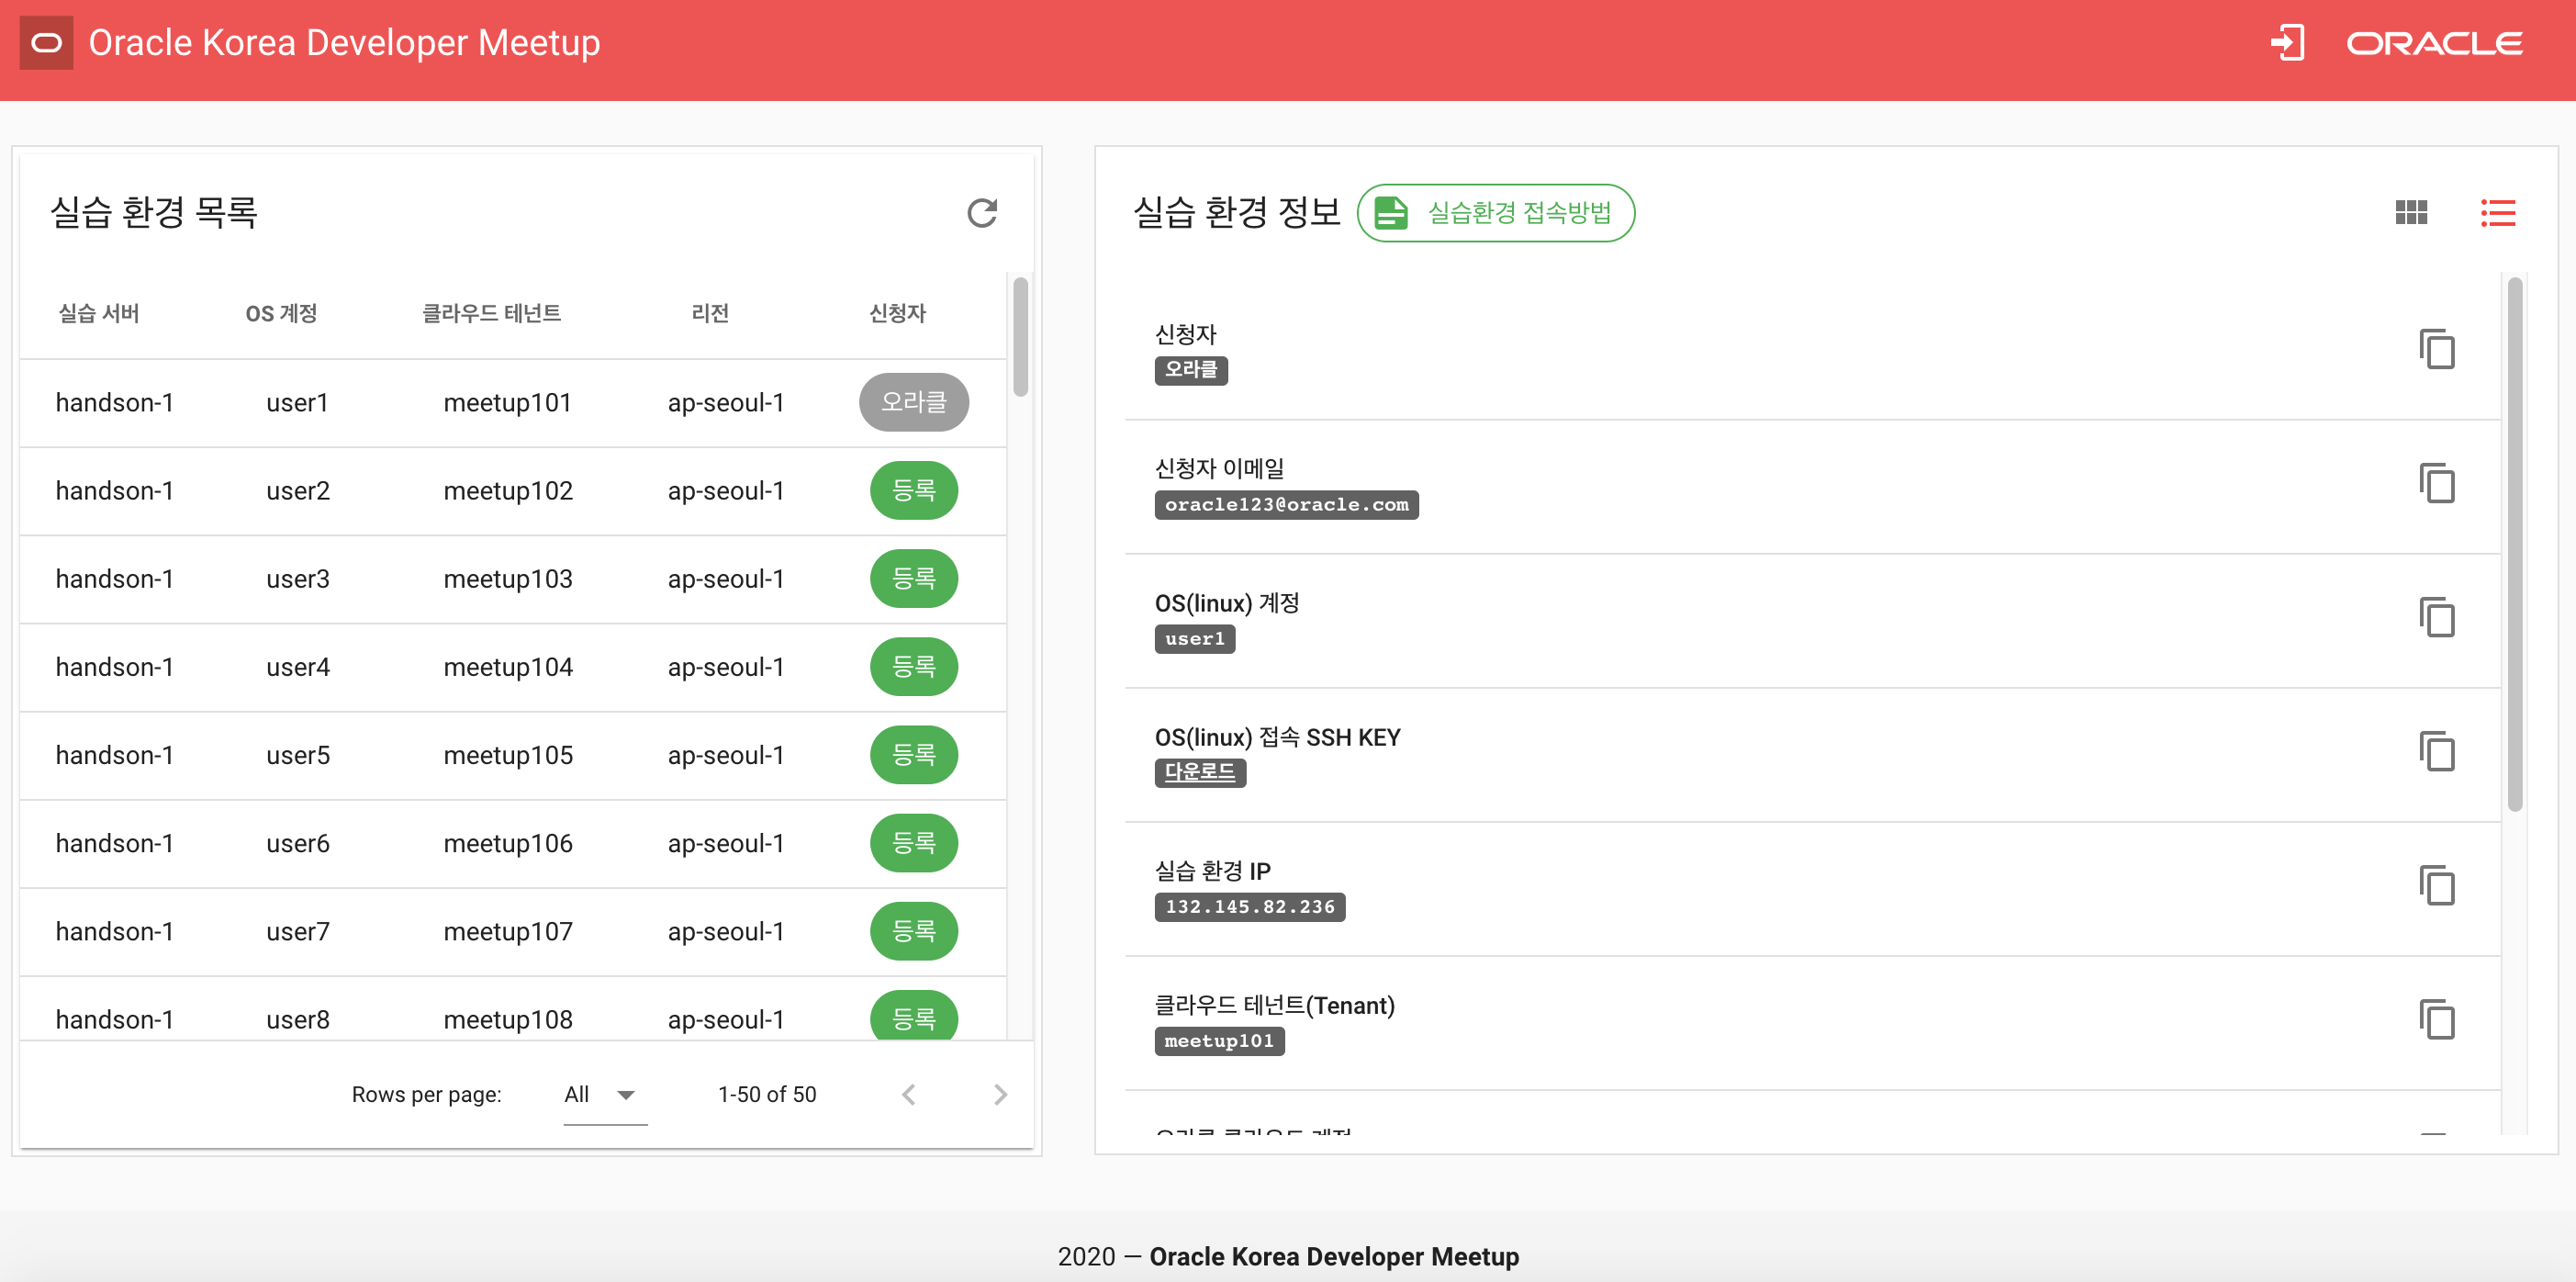 Oracle Korea Developer Meetup
ORACLE
실습 환경 목록
실습 서버 OS 계정 클라우드 테넌트 리전 신청자
handson-1 user1 meetup101 ap-seoul-1 오라클
handson-1 user2 meetup102 ap-seoul-1 등록
handson-1 user3 meetup103 ap-seoul-1 등록
handson-1 user4 meetup104 ap-seoul-1 등록
handson-1 user5 meetup105 ap-seoul-1 등록
handson-1 user6 meetup106 ap-seoul-1 등록
handson-1 user7 meetup107 ap-seoul-1 등록
handson-1 user8 meetup108 ap-seoul-1 등록
Rows per page: All 1-50 of 50
실습 환경 정보 실습환경 접속방법
신청자
오라클
신청자 이메일
oracle123@oracle.com
OS(linux) 계정
user1
OS(linux) 접속 SSH KEY
다운로드
실습 환경 IP
132.145.82.236
클라우드 테넌트(Tenant)
meetup101
오라클 클라우드 계정
2020 — Oracle Korea Developer Meetup